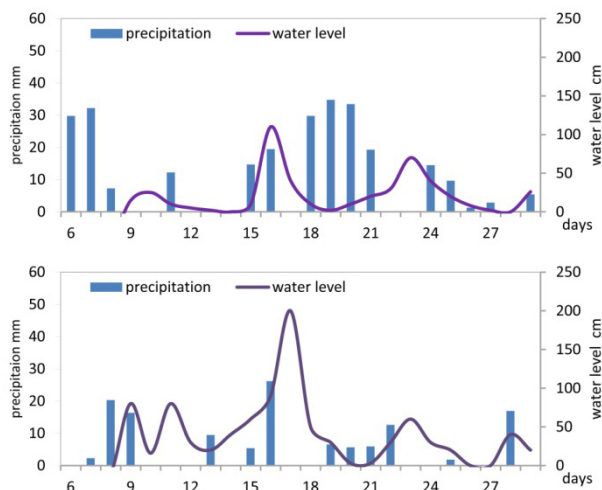 60 250
precipitation water level
50 200
40 150
30
20 100
10 50
0 0
6 9 12 15 18 21 24 27
days
precipitaion mm
water level cm
60 250
precipitation water level
50 200
40 150
30
20 100
10 50
0 0
6 9 12 15 18 21 24 27
days
precipitaion mm
water level cm